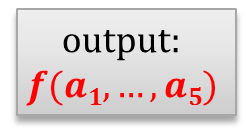 output:
f(a₁, ..., a₅)